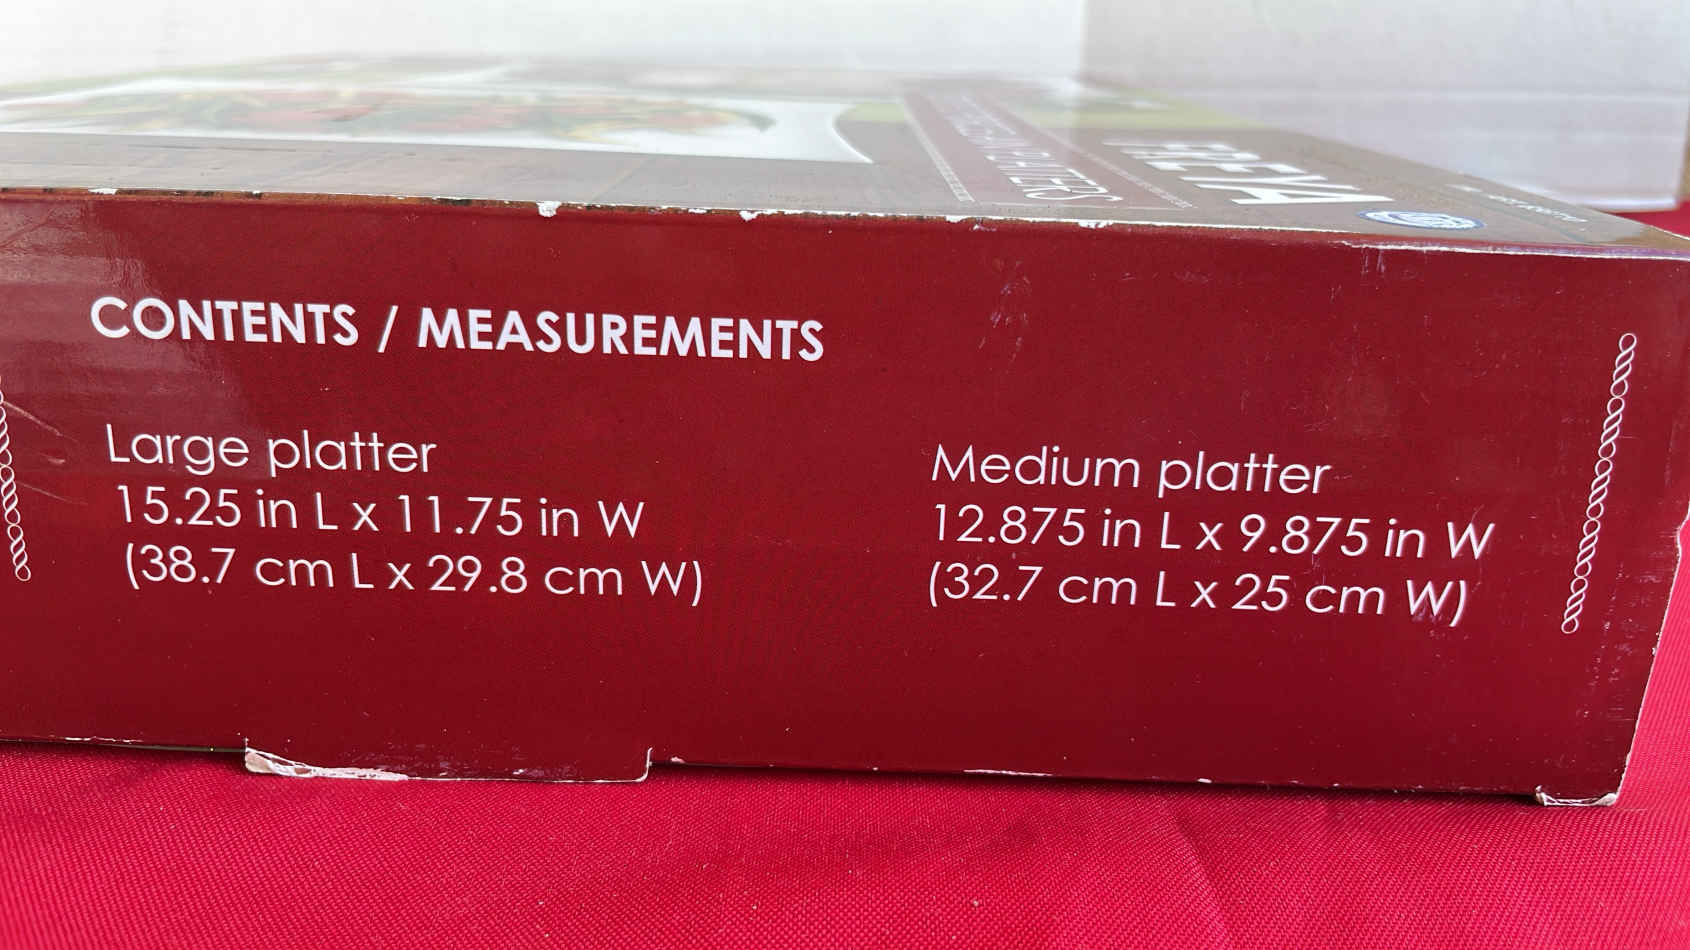 FREYA
CONTENTS / MEASUREMENTS
Large platter
15.25 in L x 11.75 in W
(38.7 cm L x 29.8 cm W)
Medium platter
12.875 in L x 9.875 in W
(32.7 cm L x 25 cm W)